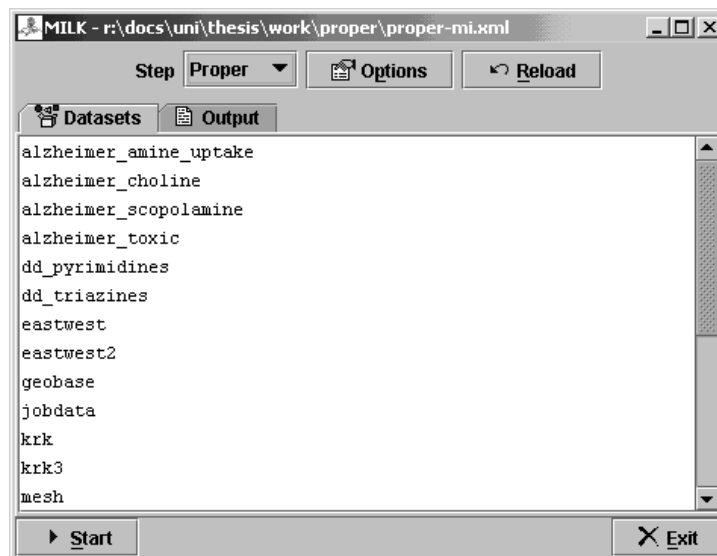 MILK - r:\docs\uni\thesis\work\proper\proper-mi.xml
Step Proper Options Reload
Datasets Output
alzheimer_amine_uptake
alzheimer_choline
alzheimer_scopolamine
alzheimer_toxic
dd_pyrimidines
dd_triazines
eastwest
eastwest2
geobase
jobdata
krk
krk3
mesh
Start Exit